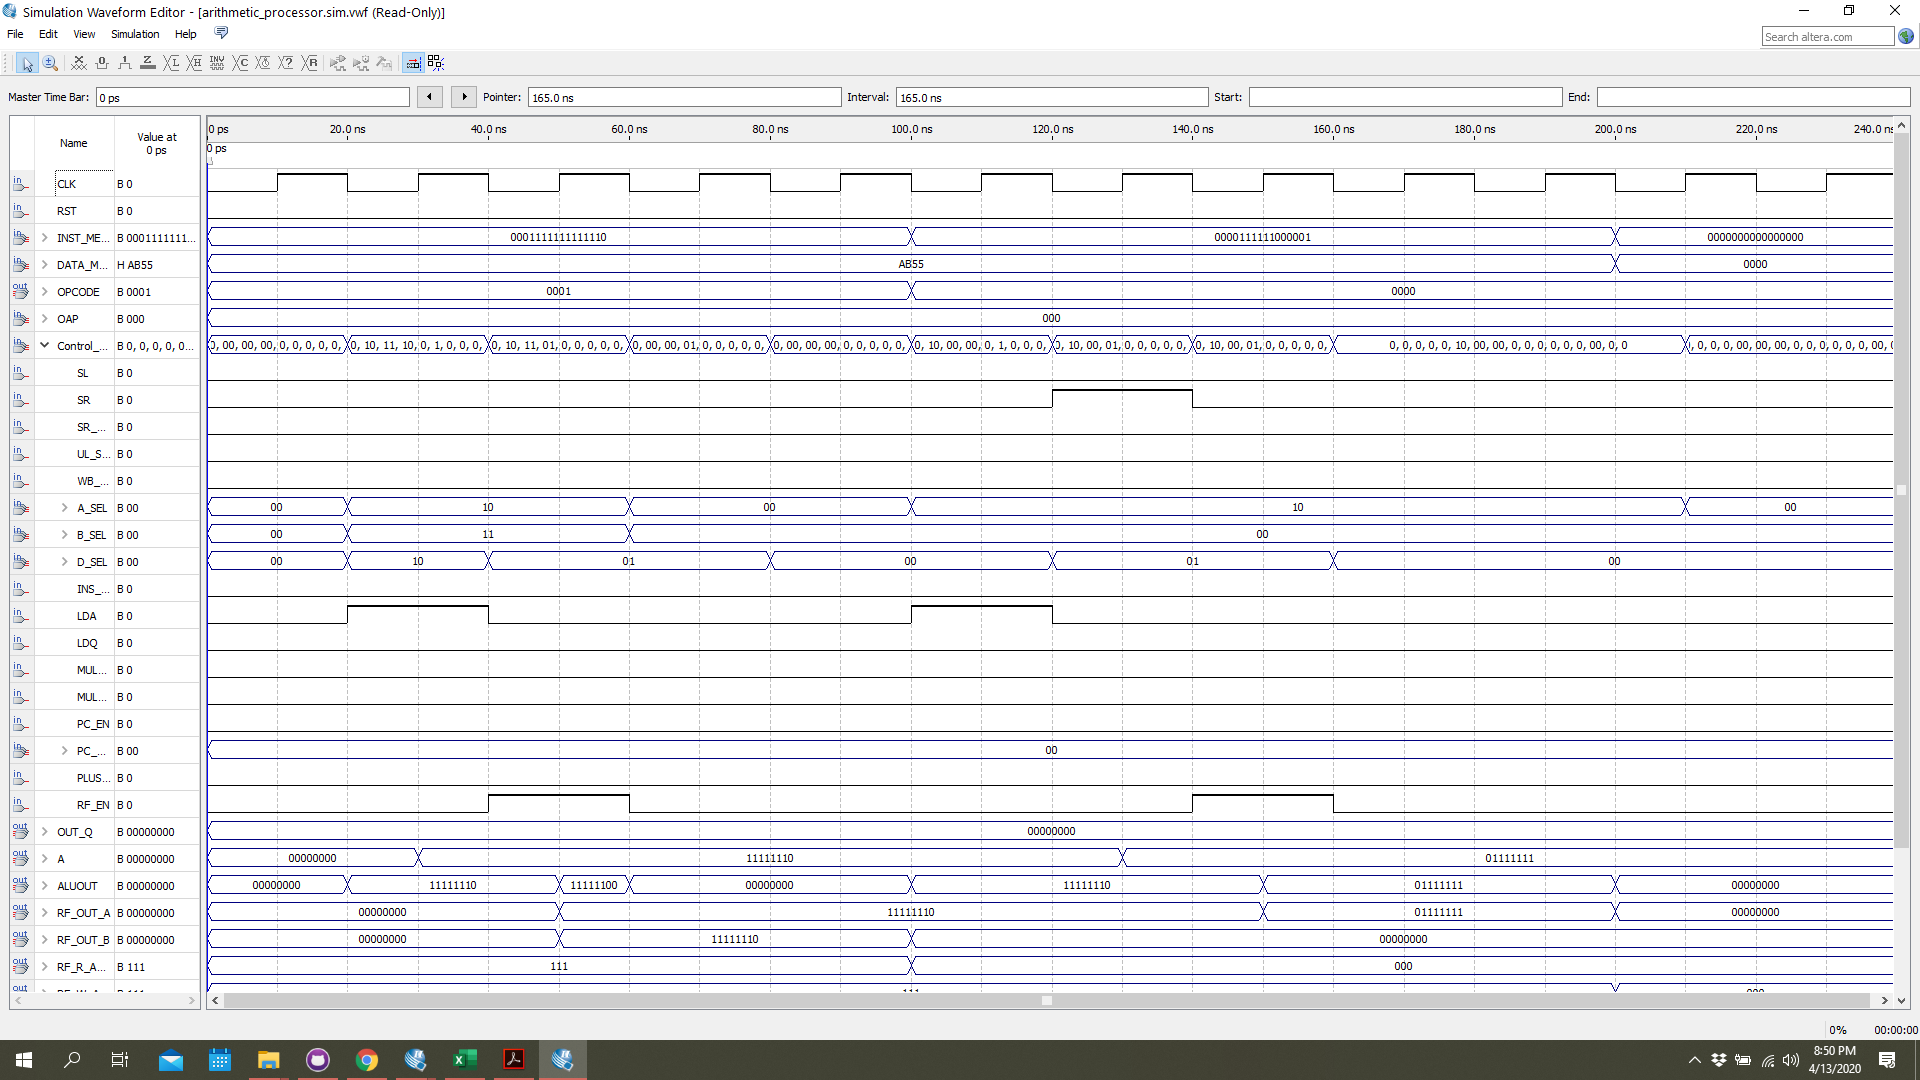 Simulation Waveform Editor - [arithmetic_processor.sim.vwf (Read-Only)]
File Edit View Simulation Help
Search altera.com
Master Time Bar: 0 ps Pointer: 165.0 ns Interval: 165.0 ns Start: End:
Name Value at 0 ps
0 ps 20.0 ns 40.0 ns 60.0 ns 80.0 ns 100.0 ns 120.0 ns 140.0 ns 160.0 ns 180.0 ns 200.0 ns 220.0 ns 240.0 ns
0 ps
CLK B 0
RST B 0
INST_ME... B 0001111111... 0001111111111110 0000111111000001 0000000000000000
DATA_M... H AB55 AB55 0000
OPCODE B 0001 0001 0000
OAP B 000 000
Control_... B 0, 0, 0, 0, 0... 0, 00, 00, 00, 0, 0, 0, 0, 0, 0, 10, 11, 10, 0, 1, 0, 0, 0, 0, 10, 11, 01, 0, 0, 0, 0, 0, 0, 00, 00, 01, 0, 0, 0, 0, 0, 0, 00, 00, 00, 0, 0, 0, 0, 0, 0, 10, 00, 00, 0, 1, 0, 0, 0, 0, 10, 00, 01, 0, 0, 0, 0, 0, 0, 10, 00, 01, 0, 0, 0, 0, 0, 0, 0, 0, 0, 0, 10, 00, 00, 0, 0, 0, 0, 0, 0, 0, 00, 0, 0 , 0, 0, 0, 00, 00, 00, 0, 0, 0, 0, 0, 0, 0, 00, 0
SL B 0
SR B 0
SR_... B 0
UL_S... B 0
WB_... B 0
A_SEL B 00 00 10 00 10 00
B_SEL B 00 00 11 00
D_SEL B 00 00 10 01 00 01 00
INS_... B 0
LDA B 0
LDQ B 0
MUL... B 0
MUL... B 0
PC_EN B 0
PC_... B 00 00
PLUS... B 0
RF_EN B 0
OUT_Q B 00000000 00000000
A B 00000000 00000000 11111110 01111111
ALUOUT B 00000000 00000000 11111110 11111100 00000000 11111110 01111111 00000000
RF_OUT_A B 00000000 00000000 11111110 01111111 00000000
RF_OUT_B B 00000000 00000000 11111110 00000000
RF_R_A... B 111 111 000
0% 00:00:00
8:50 PM
4/13/2020